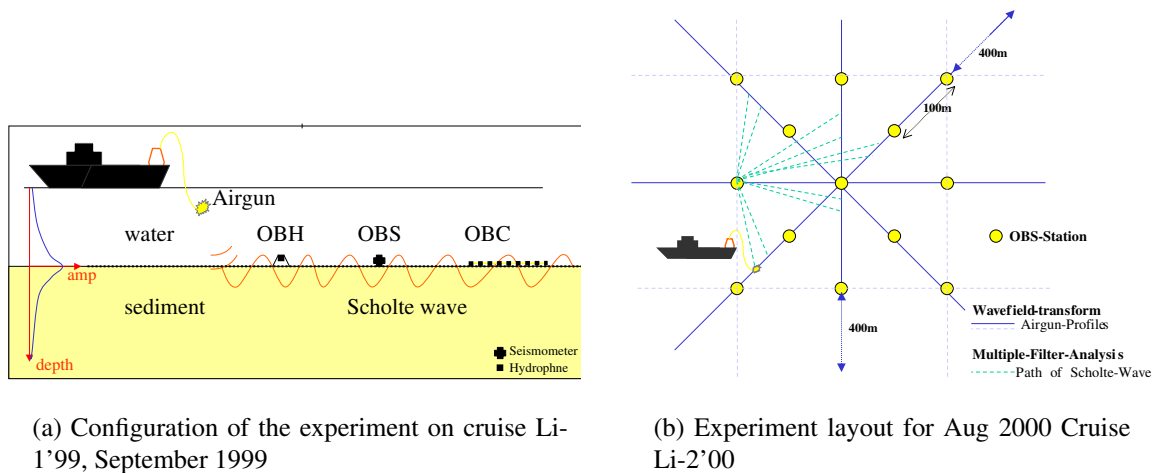 Airgun
water
OBH
OBS
OBC
amp
sediment
Scholte wave
Seismometer
Hydrophne
depth
(a) Configuration of the experiment on cruise Li-
1'99, September 1999
400m
100m
OBS-Station
400m
Wavefield-transform
Airgun-Profiles
Multiple-Filter-Analysis
Path of Scholte-Wave
(b) Experiment layout for Aug 2000 Cruise
Li-2'00